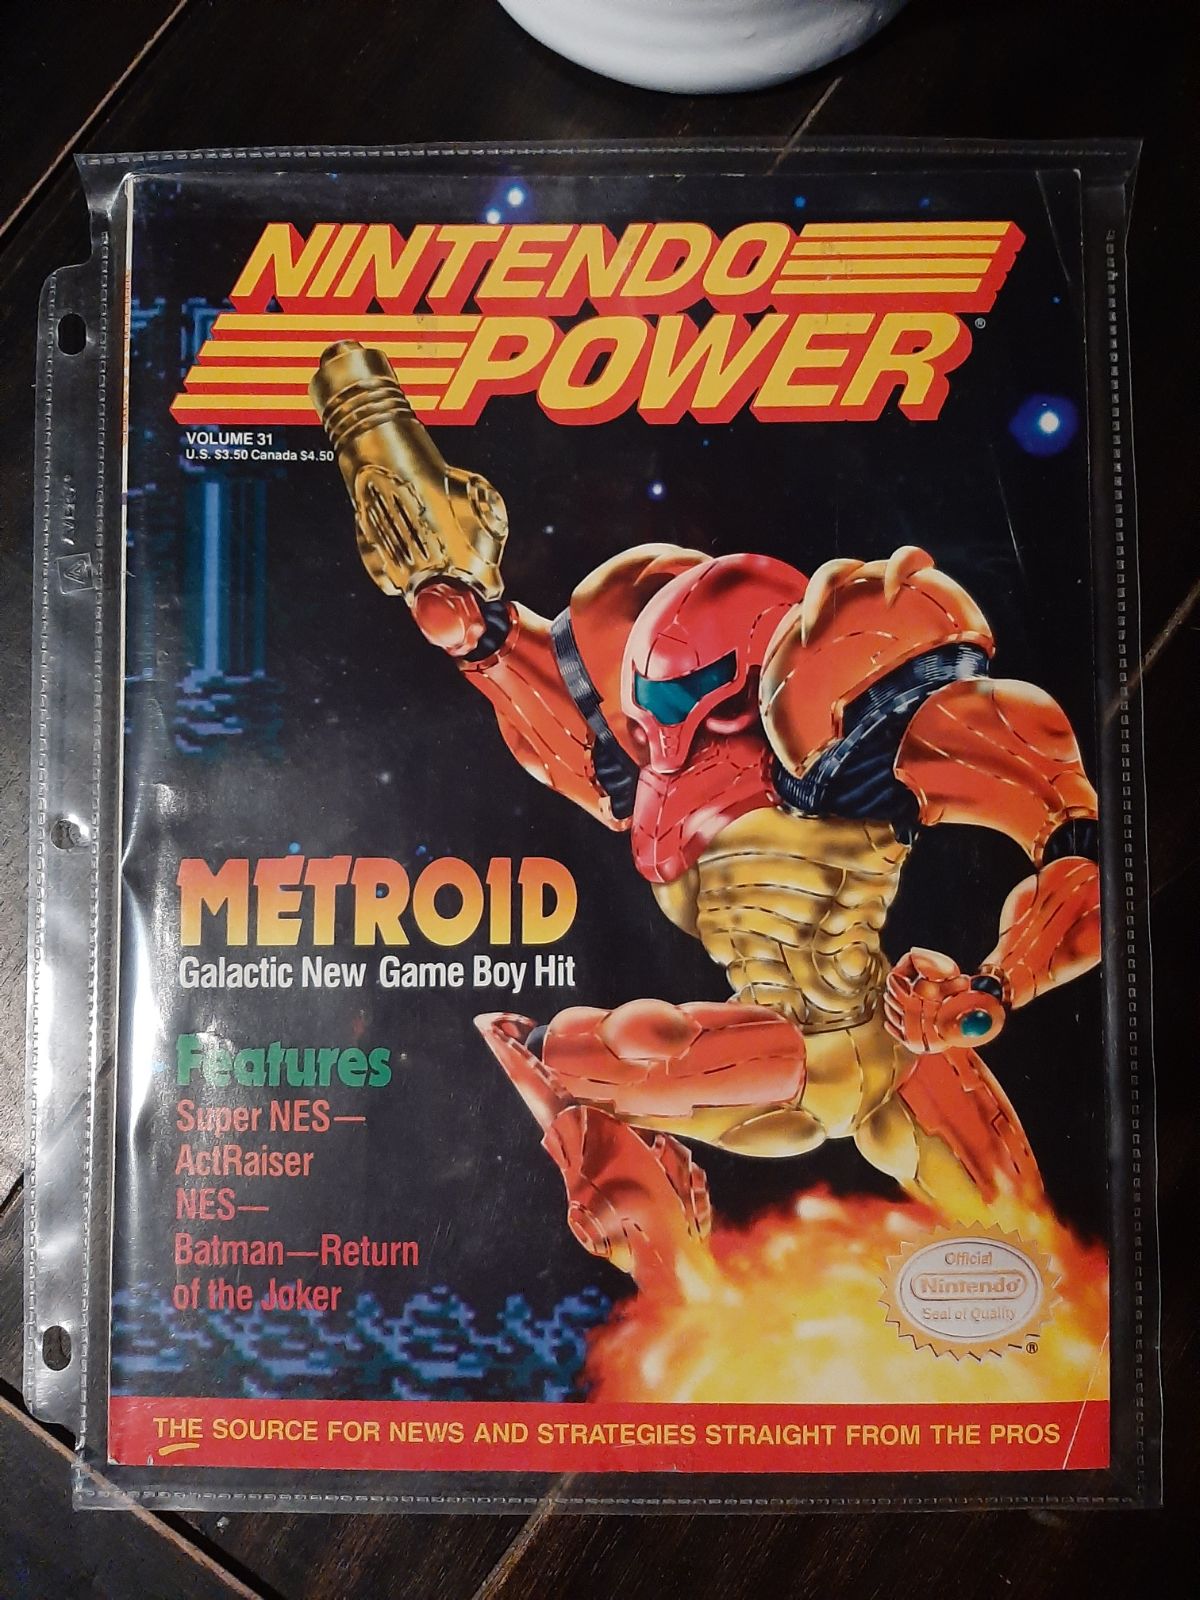 NINTENDO
POWER®
VOLUME 31
U.S. $3.50 Canada $4.50
METROID
Galactic New Game Boy Hit
Features
Super NES—
ActRaiser
NES—
Batman—Return
of the Joker
Official
Nintendo
Seal of Quality
®
THE SOURCE FOR NEWS AND STRATEGIES STRAIGHT FROM THE PROS